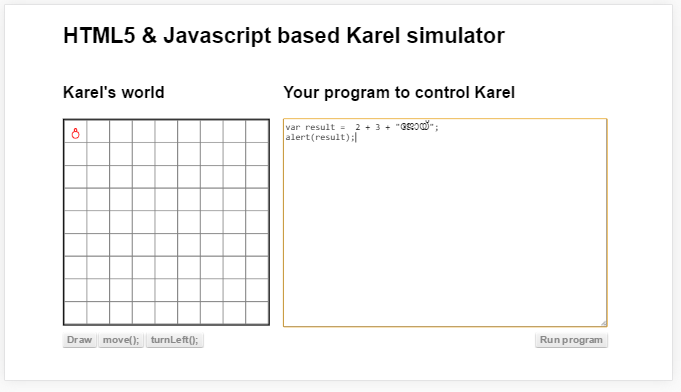 HTML5 & Javascript based Karel simulator
Karel's world
Your program to control Karel
var result =  2 + 3 +
alert(result);
Draw move(); turnLeft();
Run program